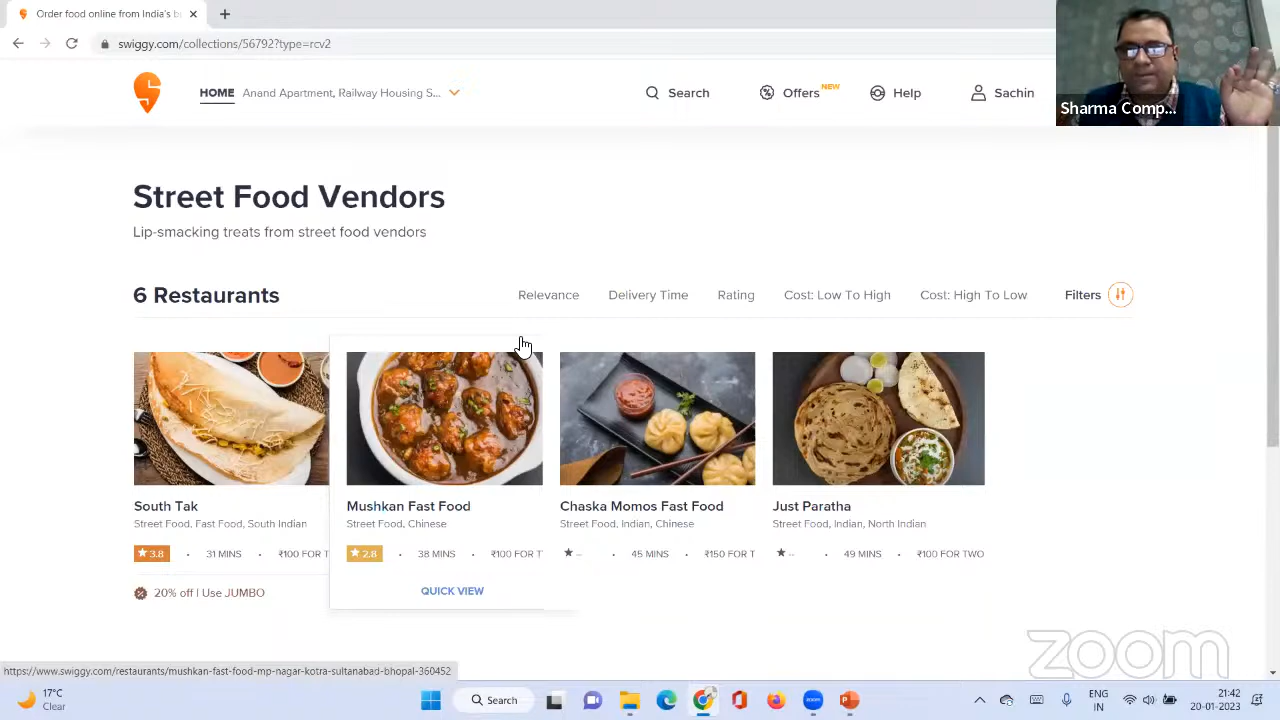 Order food online from India's b
swiggy.com/collections/56792?type=rcv2
Sharma Comp...
HOME Anand Apartment, Railway Housing S... Search Offers NEW Help Sachin
Street Food Vendors
Lip-smacking treats from street food vendors
6 Restaurants Relevance Delivery Time Rating Cost: Low To High Cost: High To Low Filters
South Tak
Street Food, Fast Food, South Indian
★ 3.8 • 31 MINS • ₹100 FOR T
20% off | Use JUMBO
Mushkan Fast Food
Street Food, Chinese
★ 2.8 • 38 MINS • ₹100 FOR T
QUICK VIEW
Chaska Momos Fast Food
Street Food, Indian, Chinese
★ -- • 45 MINS • ₹150 FOR T
Just Paratha
Street Food, Indian, North Indian
★ -- • 49 MINS • ₹100 FOR TWO
zoom
https://www.swiggy.com/restaurants/mushkan-fast-food-mp-nagar-kotra-sultanabad-bhopal-360452
17°C
Clear
Search
zoom
ENG
IN
21:42
20-01-2023